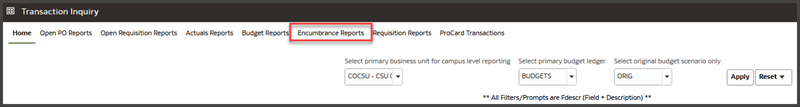 Transaction Inquiry
Home Open PO Reports Open Requisition Reports Actuals Reports Budget Reports Encumbrance Reports Requisition Reports ProCard Transactions
Select primary business unit for campus level reporting Select primary budget ledger Select original budget scenario only
COCSU - CSU BUDGETS ORIG Apply Reset
** All Filters/Prompts are Fdescr (Field + Description) **